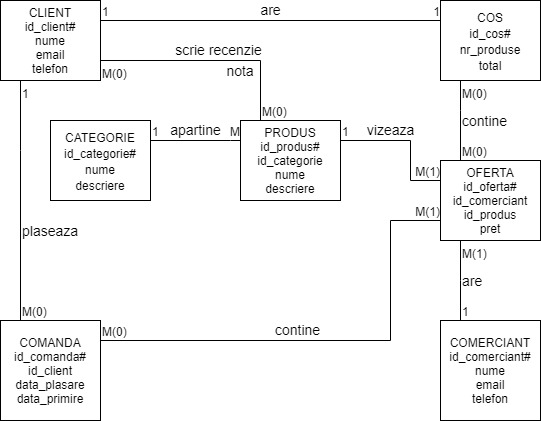 CLIENT
id_client#
nume
email
telefon
1
are
1
COS
id_cos#
nr_produse
total
M(0)
scrie recenzie
nota
M(0)
1
M(0)
contine
M(0)
CATEGORIE
id_categorie#
nume
descriere
1
apartine
M
PRODUS
id_produs#
id_categorie
nume
descriere
1
vizeaza
M(1)
OFERTA
id_oferta#
id_comerciant
id_produs
pret
M(1)
M(1)
plaseaza
are
M(0)
1
COMANDA
id_comanda#
id_client
data_plasare
data_primire
M(0)
contine
COMERCIANT
id_comerciant#
nume
email
telefon